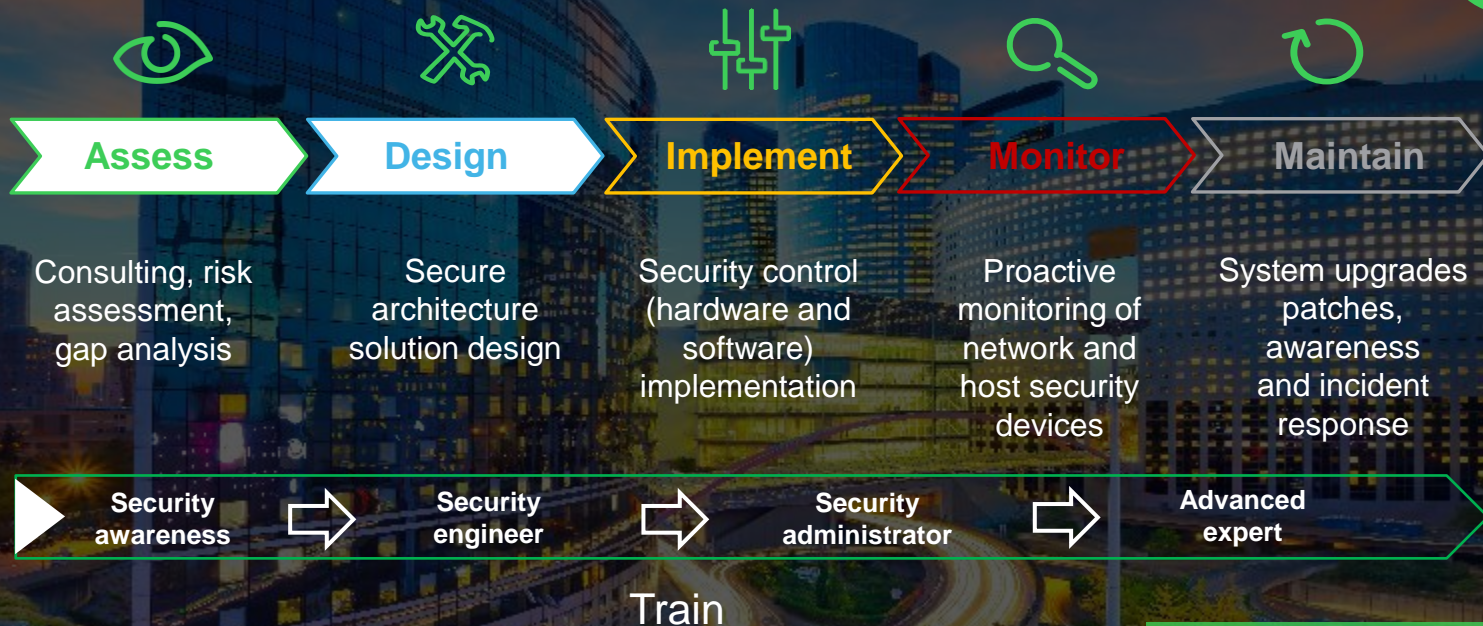 Assess
Design
Implement
Monitor
Maintain
Consulting, risk
assessment,
gap analysis
Secure
architecture
solution design
Security control
(hardware and
software)
implementation
Proactive
monitoring of
network and
host security
devices
System upgrades
patches,
awareness
and incident
response
Security
awareness
Security
engineer
Security
administrator
Advanced
expert
Train